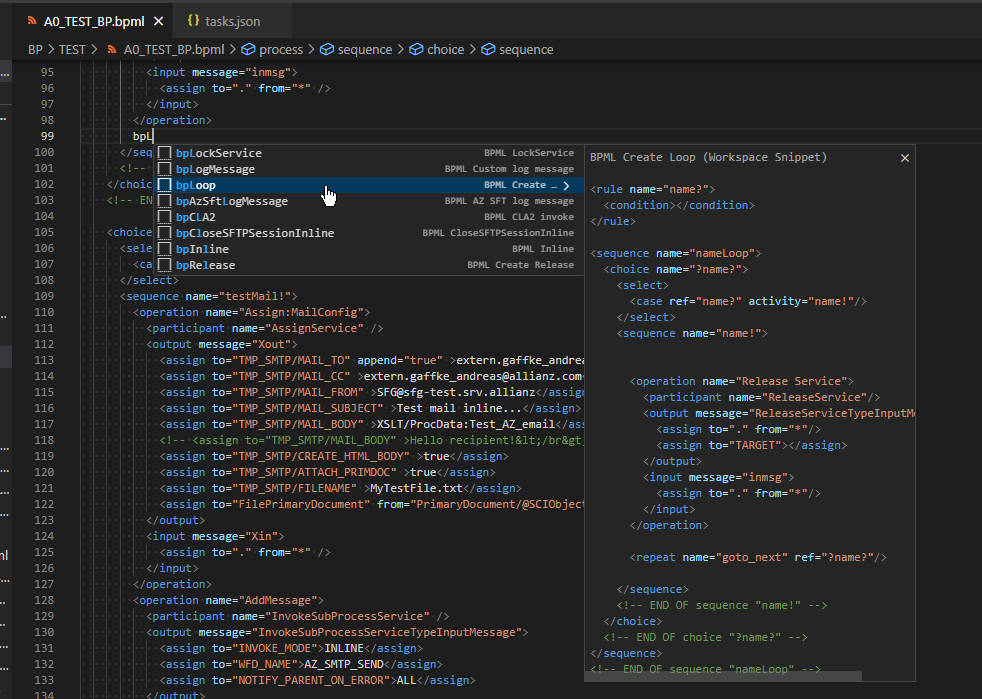 A0_TEST_BP.bpml ✕ {} tasks.json
BP > TEST > A0_TEST_BP.bpml > process > sequence > choice > sequence
95 <input message="inmsg">
96 <assign to="." from="*" />
97 </input>
98 </operation>
99 bpL
100 </seq
101 <!--
102 </choic
103 <!-- EN
104
105 <choice
106 <sele
107 <ca
108 </select>
109 <sequence name="testMail!">
110 <operation name="Assign:MailConfig">
111 <participant name="AssignService" />
112 <output message="Xout">
113 <assign to="TMP_SMTP/MAIL_TO" append="true" >extern.gaffke_andrea
114 <assign to="TMP_SMTP/MAIL_CC" >extern.gaffke_andreas@allianz.com
115 <assign to="TMP_SMTP/MAIL_FROM" >SFG@sfg-test.srv.allianz</assign
116 <assign to="TMP_SMTP/MAIL_SUBJECT" >Test mail inline...</assign>
117 <assign to="TMP_SMTP/MAIL_BODY" >XSLT/ProcData:Test_AZ_email</ass
118 <!-- <assign to="TMP_SMTP/MAIL_BODY" >Hello recipient!&lt;/br&gt;
119 <assign to="TMP_SMTP/CREATE_HTML_BODY" >true</assign>
120 <assign to="TMP_SMTP/ATTACH_PRIMDOC" >true</assign>
121 <assign to="TMP_SMTP/FILENAME" >MyTestFile.txt</assign>
122 <assign to="FilePrimaryDocument" from="PrimaryDocument/@SCIObject
123 </output>
124 <input message="Xin">
125 <assign to="." from="*" />
126 </input>
127 </operation>
128 <operation name="AddMessage">
129 <participant name="InvokeSubProcessService" />
130 <output message="InvokeSubProcessServiceTypeInputMessage">
131 <assign to="INVOKE_MODE">INLINE</assign>
132 <assign to="WFD_NAME">AZ_SMTP_SEND</assign>
133 <assign to="NOTIFY_PARENT_ON_ERROR">ALL</assign>
134 </output>
bpLockService BPML LockService
bpLogMessage BPML Custom log message
bpLoop BPML Create … >
bpAzSftLogMessage BPML AZ SFT log message
bpCLA2 BPML CLA2 invoke
bpCloseSFTPSessionInline BPML CloseSFTPSessionInline
bpInline BPML Inline
bpRelease BPML Create Release
BPML Create Loop (Workspace Snippet) ✕
<rule name="name?">
<condition></condition>
</rule>
<sequence name="nameLoop">
<choice name="?name?">
<select>
<case ref="name?" activity="name!"/>
</select>
<sequence name="name!">
<operation name="Release Service">
<participant name="ReleaseService"/>
<output message="ReleaseServiceTypeInputM
<assign to="." from="*"/>
<assign to="TARGET"></assign>
</output>
<input message="inmsg">
<assign to="." from="*"/>
</input>
</operation>
<repeat name="goto_next" ref="?name?"/>
</sequence>
<!-- END OF sequence "name!" -->
</choice>
<!-- END OF choice "?name?" -->
</sequence>
<!-- END OF sequence "nameLoop" -->